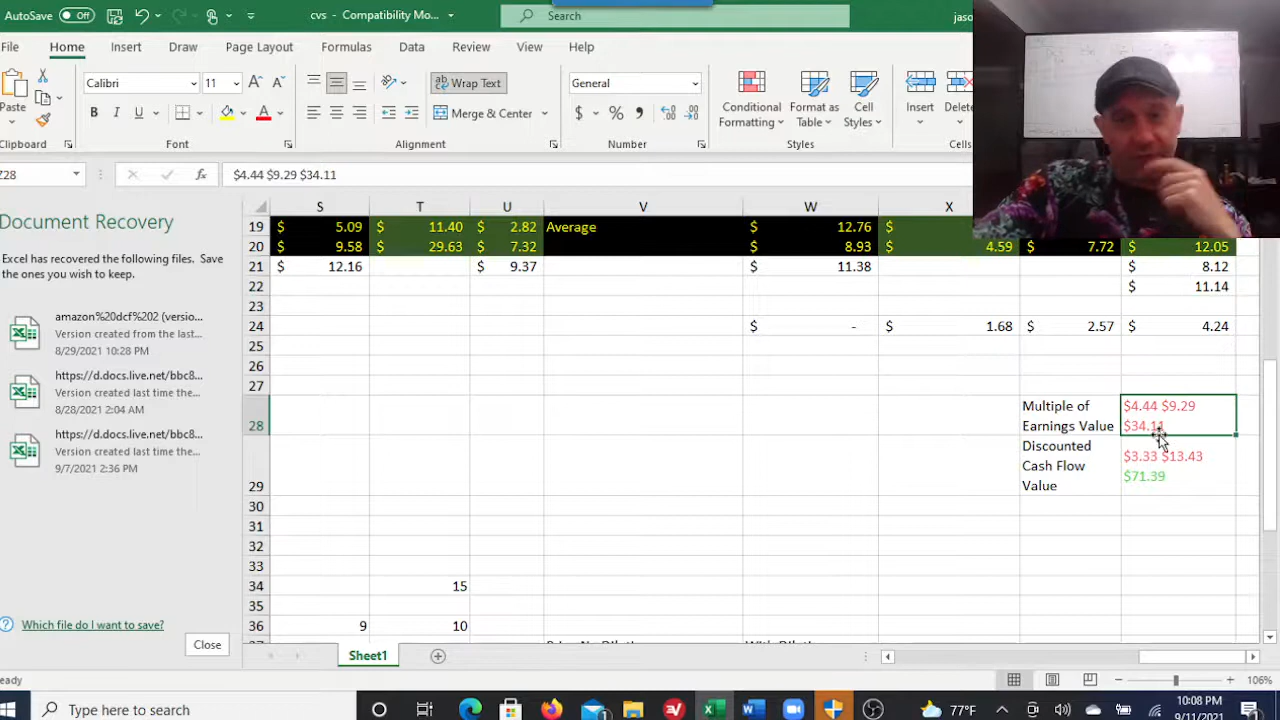 AutoSave Off
cvs - Compatibility Mo...
Search
jaso
File Home Insert Draw Page Layout Formulas Data Review View Help
Paste
Calibri 11
B I U
Wrap Text
Merge & Center
General
$ %
Conditional Formatting
Format as Table
Cell Styles
Insert
Delete
Clipboard
Font
Alignment
Number
Styles
Cells
Z28
fx
$4.44 $9.29 $34.11
Document Recovery
Excel has recovered the following files. Save
the ones you wish to keep.
amazon%20dcf%202 (versio...
Version created from the last...
8/29/2021 10:28 PM
https://d.docs.live.net/bbc8...
Version created last time the...
8/28/2021 2:04 AM
https://d.docs.live.net/bbc8...
Version created last time the...
9/7/2021 2:36 PM
Which file do I want to save?
Close
S T U V W X
19 $ 5.09 $ 11.40 $ 2.82 Average $ 12.76 $
20 $ 9.58 $ 29.63 $ 7.32 $ 8.93 $ 4.59 $ 7.72 $ 12.05
21 $ 12.16 $ 9.37 $ 11.38 $ 8.12
22 $ 11.14
23
24 $ - $ 1.68 $ 2.57 $ 4.24
25
26
27
28 Multiple of Earnings Value $4.44 $9.29 $34.11
29 Discounted Cash Flow Value $3.33 $13.43 $71.39
30
31
32
33
34 15
35
36 9 10
Sheet1
106%
Type here to search
77°F
10:08 PM
9/11/2021